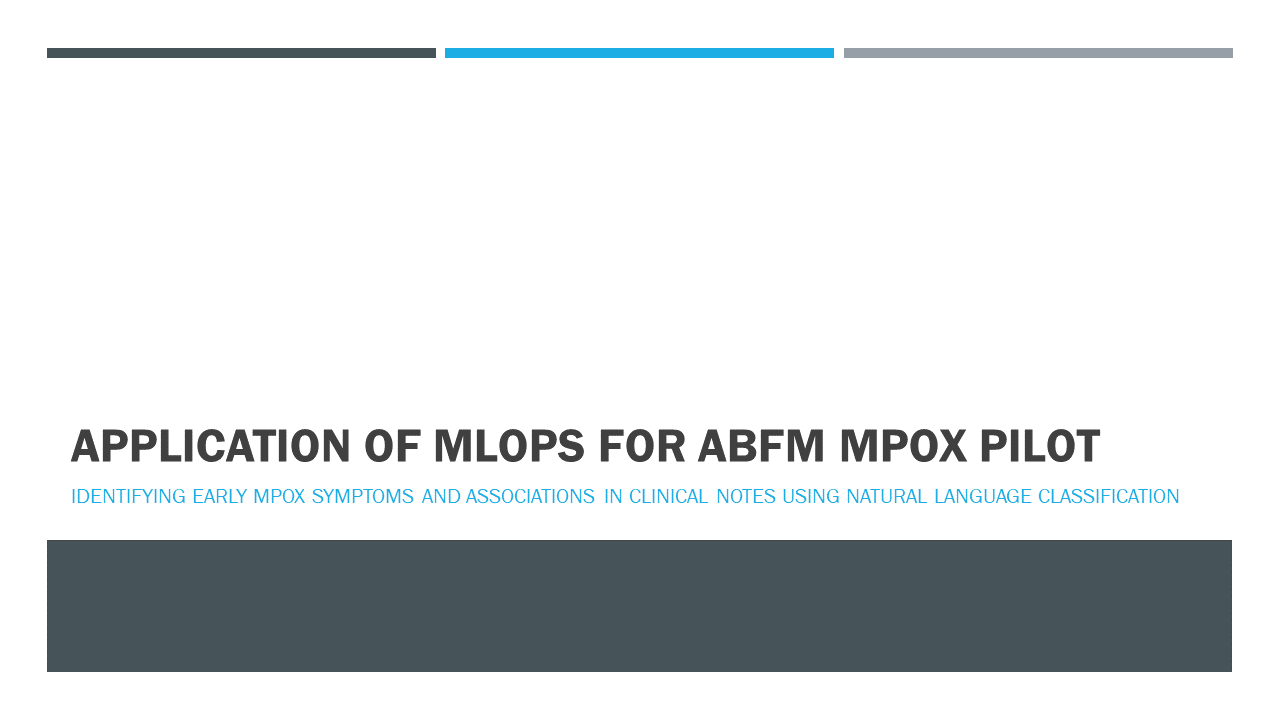 APPLICATION OF MLOPS FOR ABFM MPOX PILOT
IDENTIFYING EARLY MPOX SYMPTOMS AND ASSOCIATIONS IN CLINICAL NOTES USING NATURAL LANGUAGE CLASSIFICATION